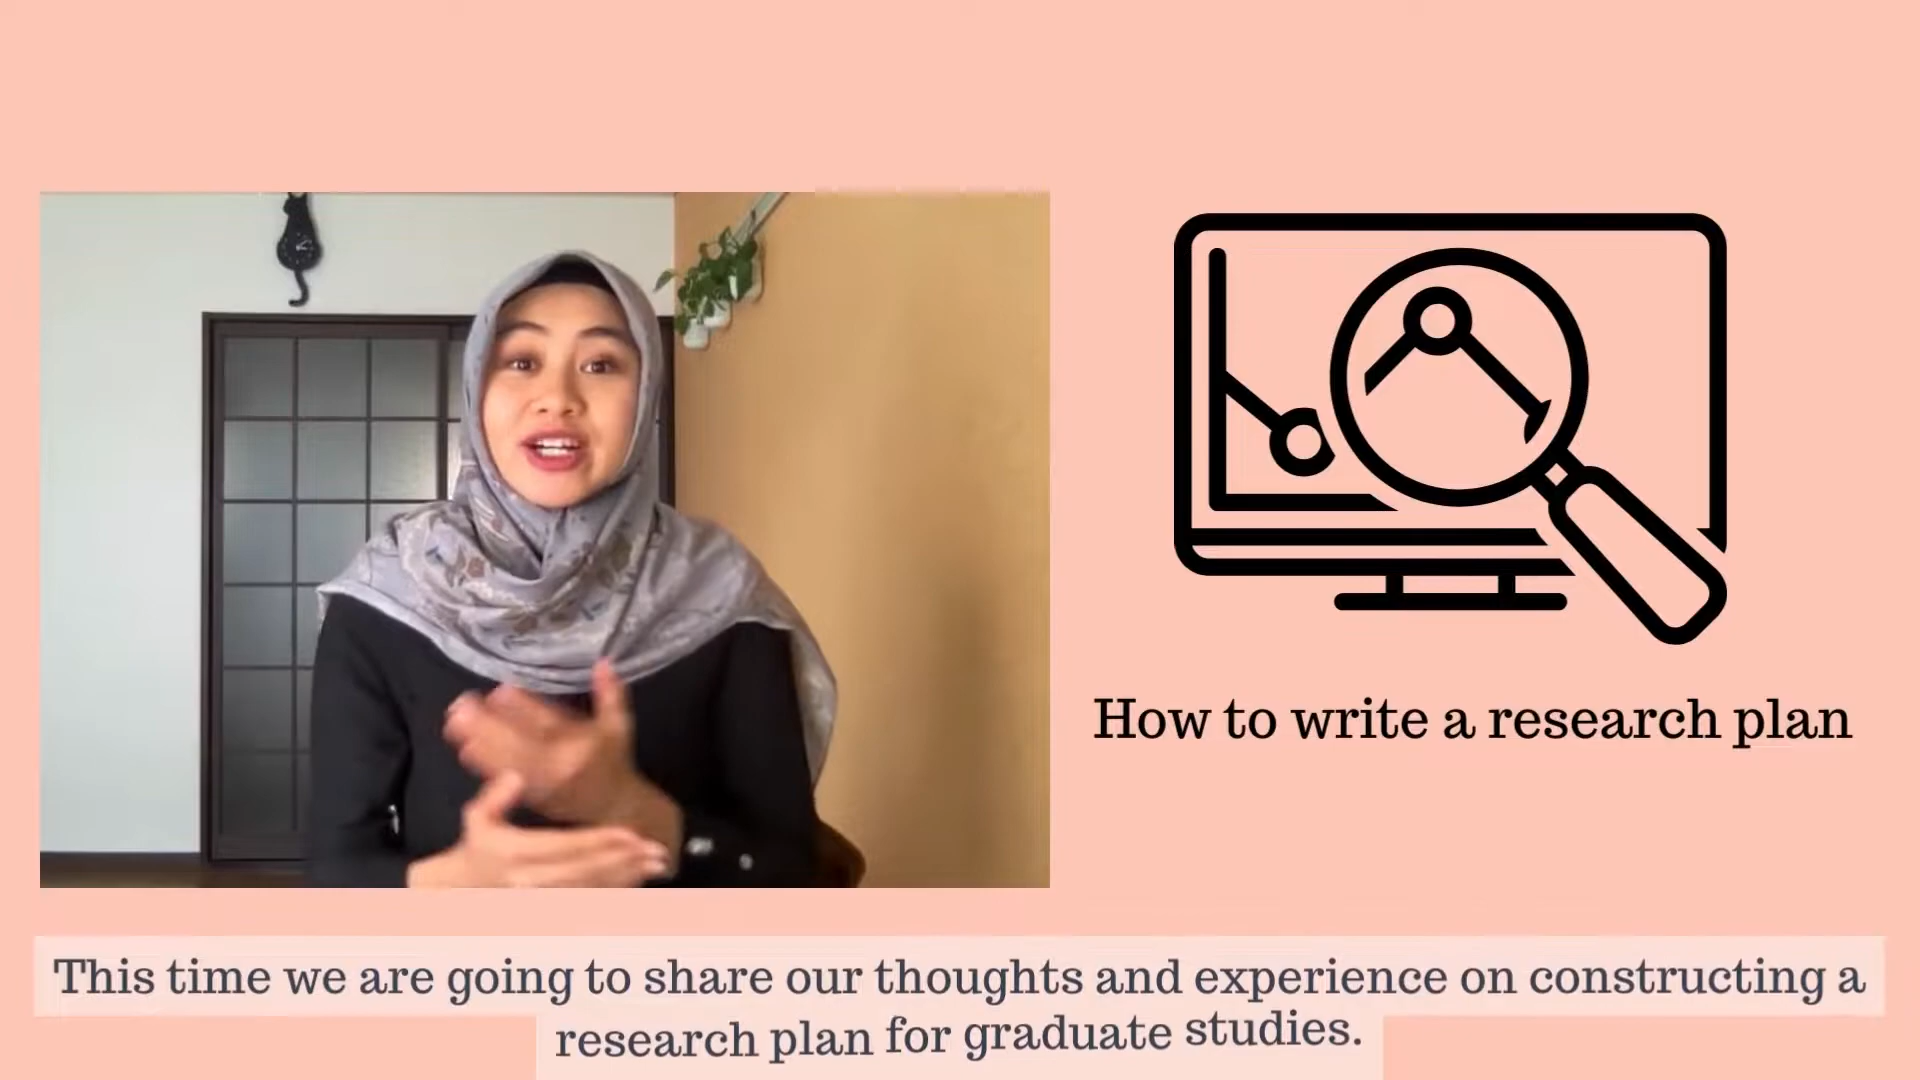 How to write a research plan
This time we are going to share our thoughts and experience on constructing a
research plan for graduate studies.